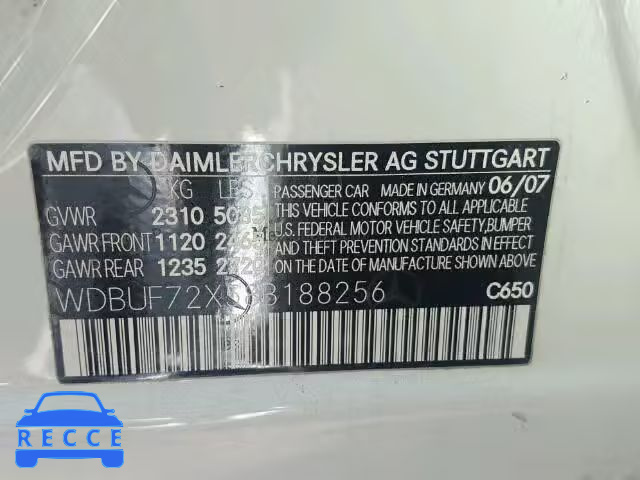 MFD BY DAIMLERCHRYSLER AG STUTTGART
KG LBS PASSENGER CAR MADE IN GERMANY 06/07
GVWR 2310 THIS VEHICLE CONFORMS TO ALL APPLICABLE
GAWR FRONT 1120 U.S. FEDERAL MOTOR VEHICLE SAFETY, BUMPER
GAWR REAR 1235 AND THEFT PREVENTION STANDARDS IN EFFECT
ON THE DATE OF MANUFACTURE SHOWN ABOVE.
C650
RECCE